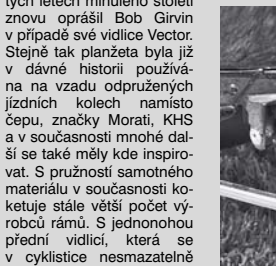 tých letech minulého století
znovu oprášil Bob Girvin
v případě své vidlice Vector.
Stejně tak planžeta byla již
v dávné historii používá-
na na vzadu odpružených
jízdních kolech namísto
čepu, značky Morati, KHS
a v současnosti mnohé dal-
ší se také měly kde inspiro-
vat. S pružností samotného
materiálu v současnosti ko-
ketuje stále větší počet vý-
robců rámů. S jednonohou
přední vidlicí, která se
v cyklistice nesmazatelně